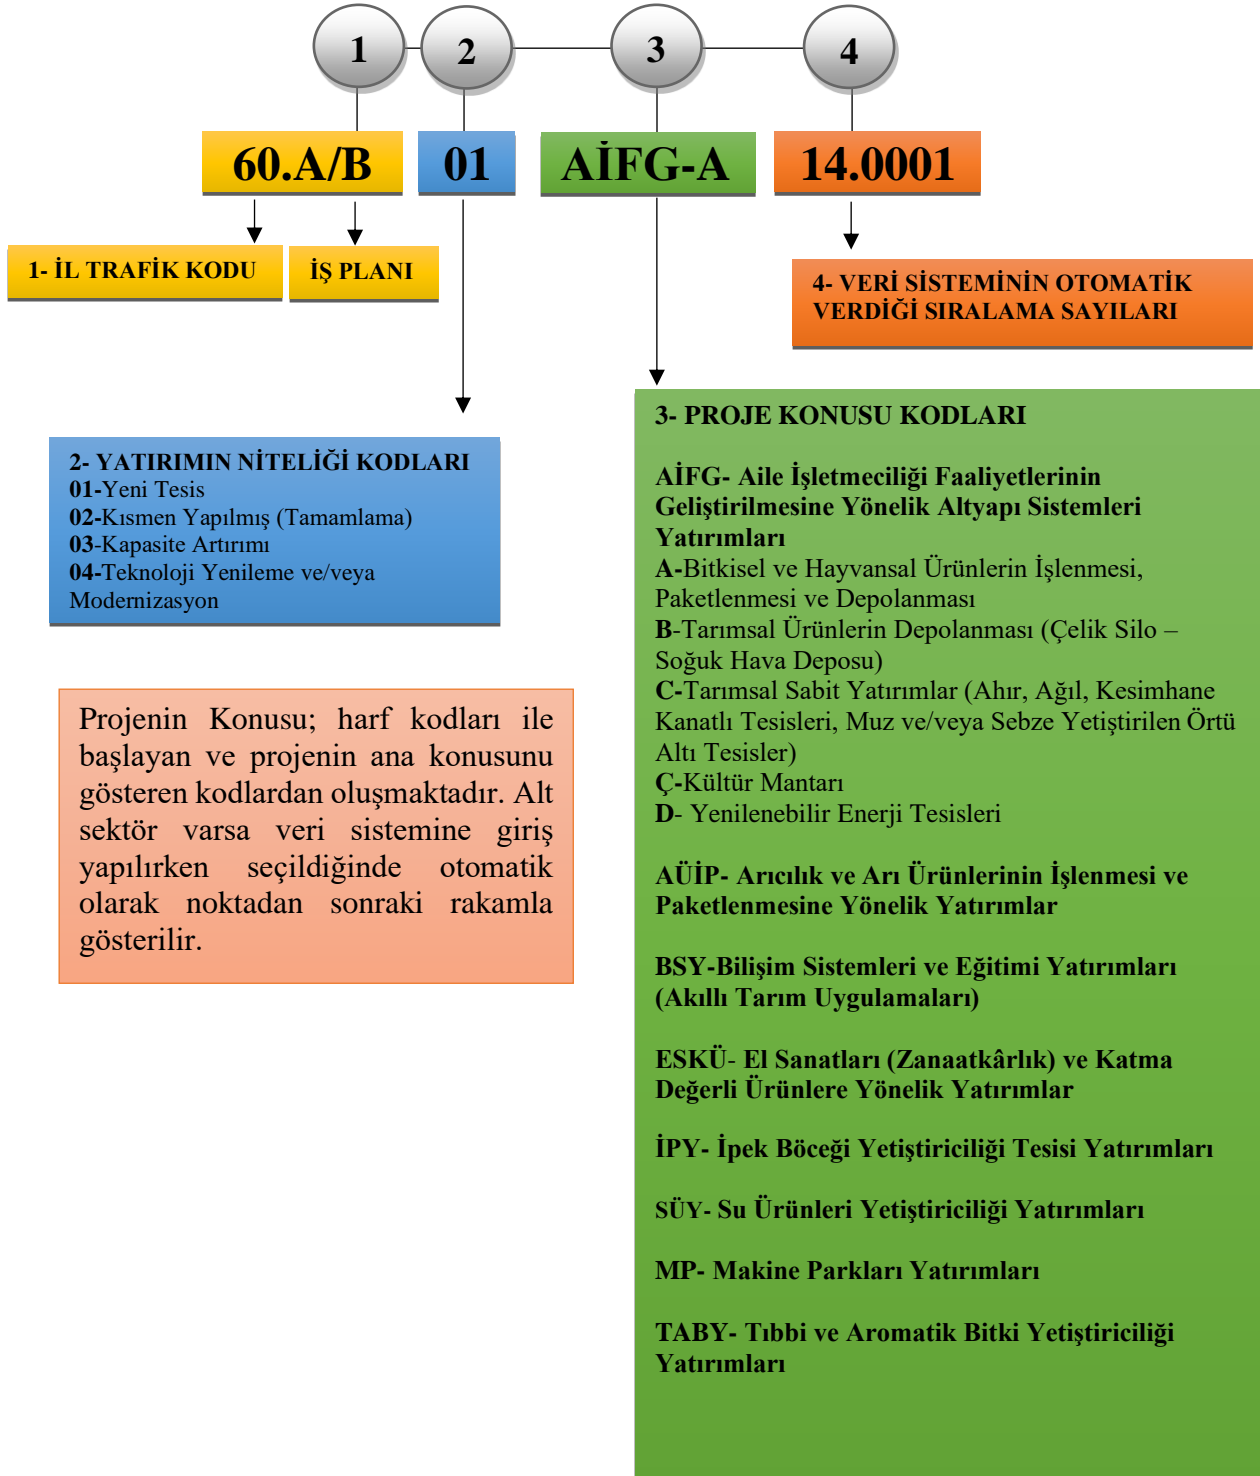 1
2
3
4
60.A/B
01
AİFG-A
14.0001
1- İL TRAFİK KODU
İŞ PLANI
4- VERİ SİSTEMİNİN OTOMATİK
VERDİĞİ SIRALAMA SAYILARI
2- YATIRIMIN NİTELİĞİ KODLARI
01-Yeni Tesis
02-Kısmen Yapılmış (Tamamlama)
03-Kapasite Artırımı
04-Teknoloji Yenileme ve/veya
Modernizasyon
Projenin Konusu; harf kodları ile
başlayan ve projenin ana konusunu
gösteren kodlardan oluşmaktadır. Alt
sektör varsa veri sistemine giriş
yapılırken seçildiğinde otomatik
olarak noktadan sonraki rakamla
gösterilir.
3- PROJE KONUSU KODLARI
AİFG- Aile İşletmeciliği Faaliyetlerinin
Geliştirilmesine Yönelik Altyapı Sistemleri
Yatırımları
A-Bitkisel ve Hayvansal Ürünlerin İşlenmesi,
Paketlenmesi ve Depolanması
B-Tarımsal Ürünlerin Depolanması (Çelik Silo –
Soğuk Hava Deposu)
C-Tarımsal Sabit Yatırımlar (Ahır, Ağıl, Kesimhane
Kanatlı Tesisleri, Muz ve/veya Sebze Yetiştirilen Örtü
Altı Tesisler)
Ç-Kültür Mantarı
D- Yenilenebilir Enerji Tesisleri
AÜİP- Arıcılık ve Arı Ürünlerinin İşlenmesi ve
Paketlenmesine Yönelik Yatırımlar
BSY-Bilişim Sistemleri ve Eğitimi Yatırımları
(Akıllı Tarım Uygulamaları)
ESKÜ- El Sanatları (Zanaatkârlık) ve Katma
Değerli Ürünlere Yönelik Yatırımlar
İPY- İpek Böceği Yetiştiriciliği Tesisi Yatırımları
SÜY- Su Ürünleri Yetiştiriciliği Yatırımları
MP- Makine Parkları Yatırımları
TABY- Tıbbi ve Aromatik Bitki Yetiştiriciliği
Yatırımları